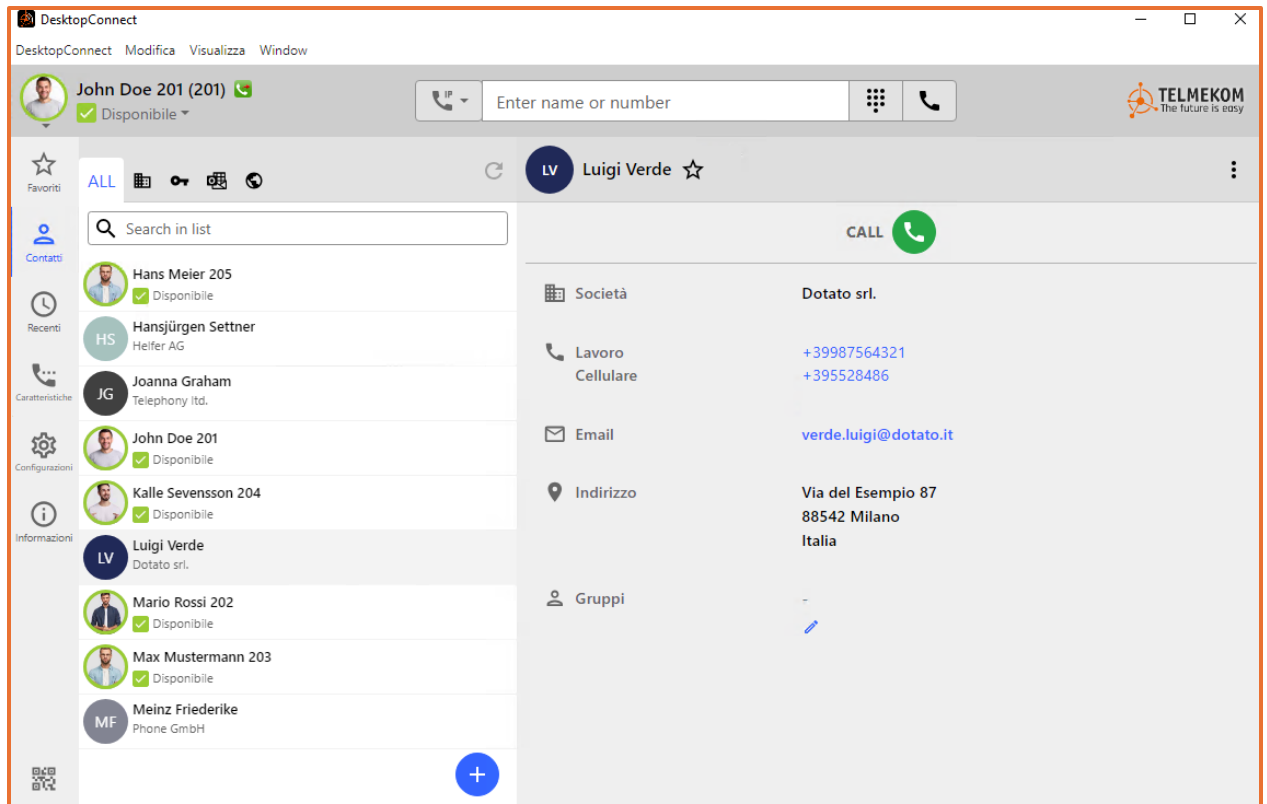 DesktopConnect
DesktopConnect Modifica Visualizza Window
John Doe 201 (201)
Disponibile
IP
Enter name or number
TELMEKOM
The future is easy
Favoriti
Contatti
Recenti
Caratteristiche
Configurazioni
Informazioni
ALL
Search in list
Hans Meier 205
Disponibile
HS
Hansjürgen Settner
Helfer AG
JG
Joanna Graham
Telephony ltd.
John Doe 201
Disponibile
Kalle Sevensson 204
Disponibile
LV
Luigi Verde
Dotato srl.
Mario Rossi 202
Disponibile
Max Mustermann 203
Disponibile
MF
Meinz Friederike
Phone GmbH
+
LV
Luigi Verde
CALL
Società Dotato srl.
Lavoro +39987564321
Cellulare +395528486
Email verde.luigi@dotato.it
Indirizzo Via del Esempio 87
88542 Milano
Italia
Gruppi -